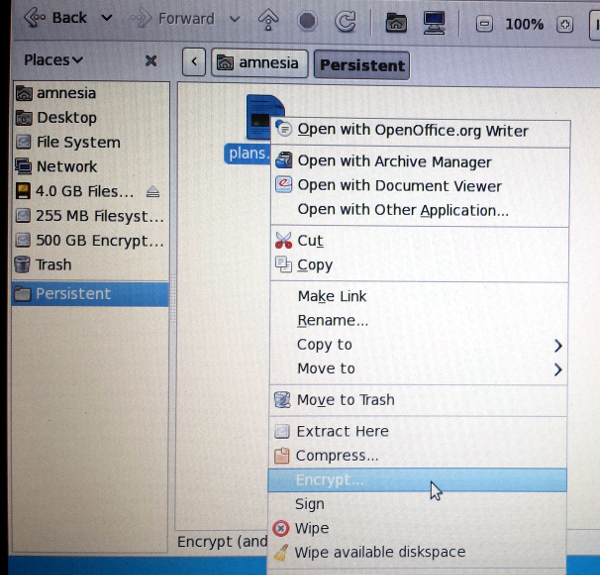 Back Forward 100%
Places amnesia Persistent
amnesia
Desktop
File System
Network
4.0 GB Files...
255 MB Filesyst...
500 GB Encrypt...
Trash
Persistent
plans.
Open with OpenOffice.org Writer
Open with Archive Manager
Open with Document Viewer
Open with Other Application...
Cut
Copy
Make Link
Rename...
Copy to
Move to
Move to Trash
Extract Here
Compress...
Encrypt...
Sign
Wipe
Wipe available diskspace
Encrypt (and